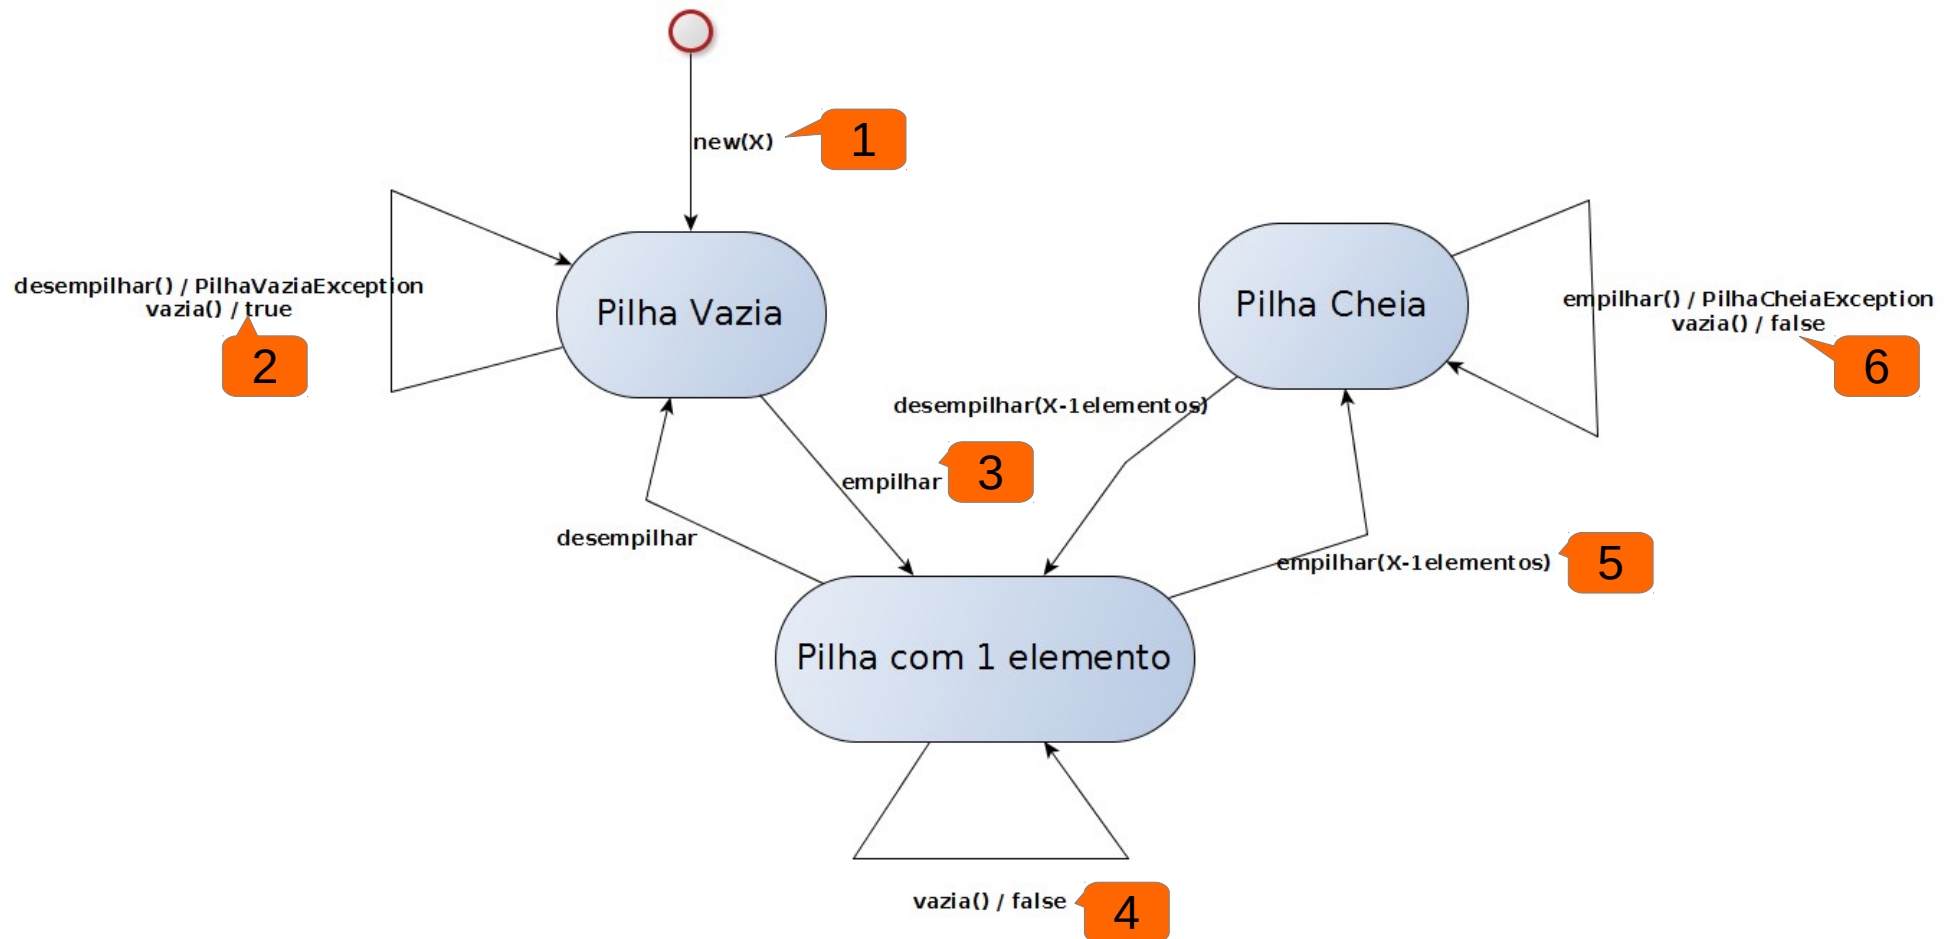 new(X)
1
desempilhar() / PilhaVaziaException
vazia() / true
2
Pilha Vazia
Pilha Cheia
empilhar() / PilhaCheiaException
vazia() / false
6
desempilhar(X-1elementos)
empilhar
3
desempilhar
empilhar(X-1elementos)
5
Pilha com 1 elemento
vazia() / false
4